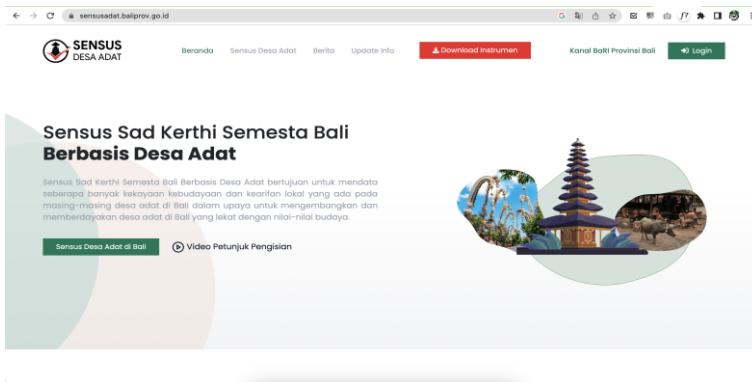 sensusadat.baliprov.go.id
SENSUS
DESA ADAT
Beranda Sensus Desa Adat Berita Update Info Download Instrumen Kanal BaRI Provinsi Bali Login
Sensus Sad Kerthi Semesta Bali
Berbasis Desa Adat
Sensus Sad Kerthi Semesta Bali Berbasis Desa Adat bertujuan untuk mendata
seberapa banyak kekayaan kebudayaan dan kearifan lokal yang ada pada
masing-masing desa adat di Bali dalam upaya untuk mengembangkan dan
memberdayakan desa adat di Bali yang lekat dengan nilai-nilai budaya.
Sensus Desa Adat di Bali Video Petunjuk Pengisian